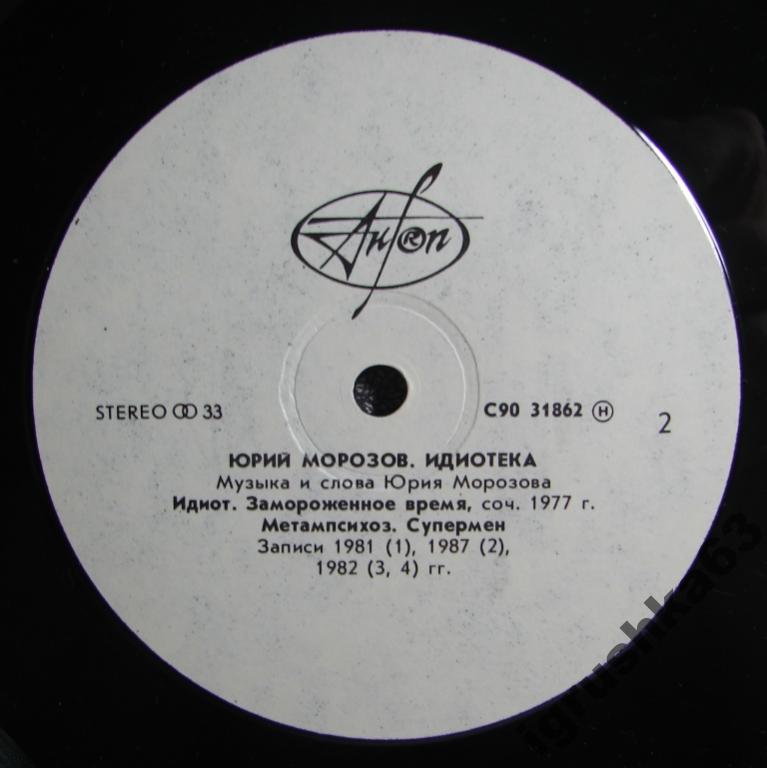 АнТроп
STEREO 33
С90 31862 Н
2
ЮРИЙ МОРОЗОВ. ИДИОТЕКА
Музыка и слова Юрия Морозова
Идиот. Замороженное время, соч. 1977 г.
Метампсихоз. Супермен
Записи 1981 (1), 1987 (2),
1982 (3, 4) гг.
igrushka63